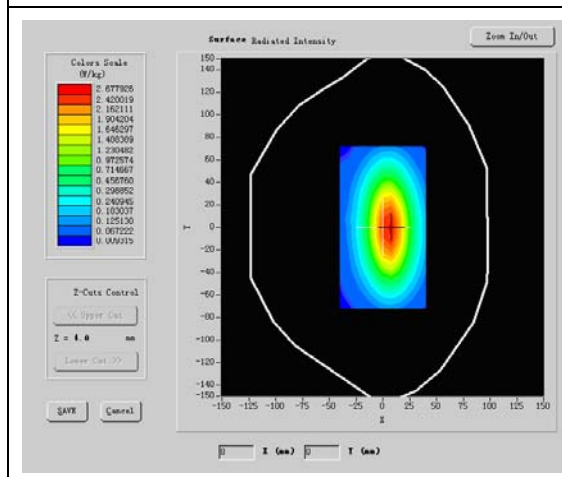 Surface Radiated Intensity
Zoom In/Out
Colors Scale
(W/kg)
2.677926
2.420019
2.162111
1.904204
1.646297
1.408309
1.230482
0.972574
0.714667
0.456760
0.298852
0.240945
0.183037
0.125130
0.067222
0.009315
150
120
100
80
60
40
20
0
-20
-40
-60
-80
-100
-120
-140
-150
Y
-150 -125 -100 -75 -50 -25 0 25 50 75 100 125 150
X
Z-Cuts Control
<< Upper Cut
Z = 4.0 mm
Lower Cut >>
SAVE Cancel
0 X (mm) 0 Y (mm)